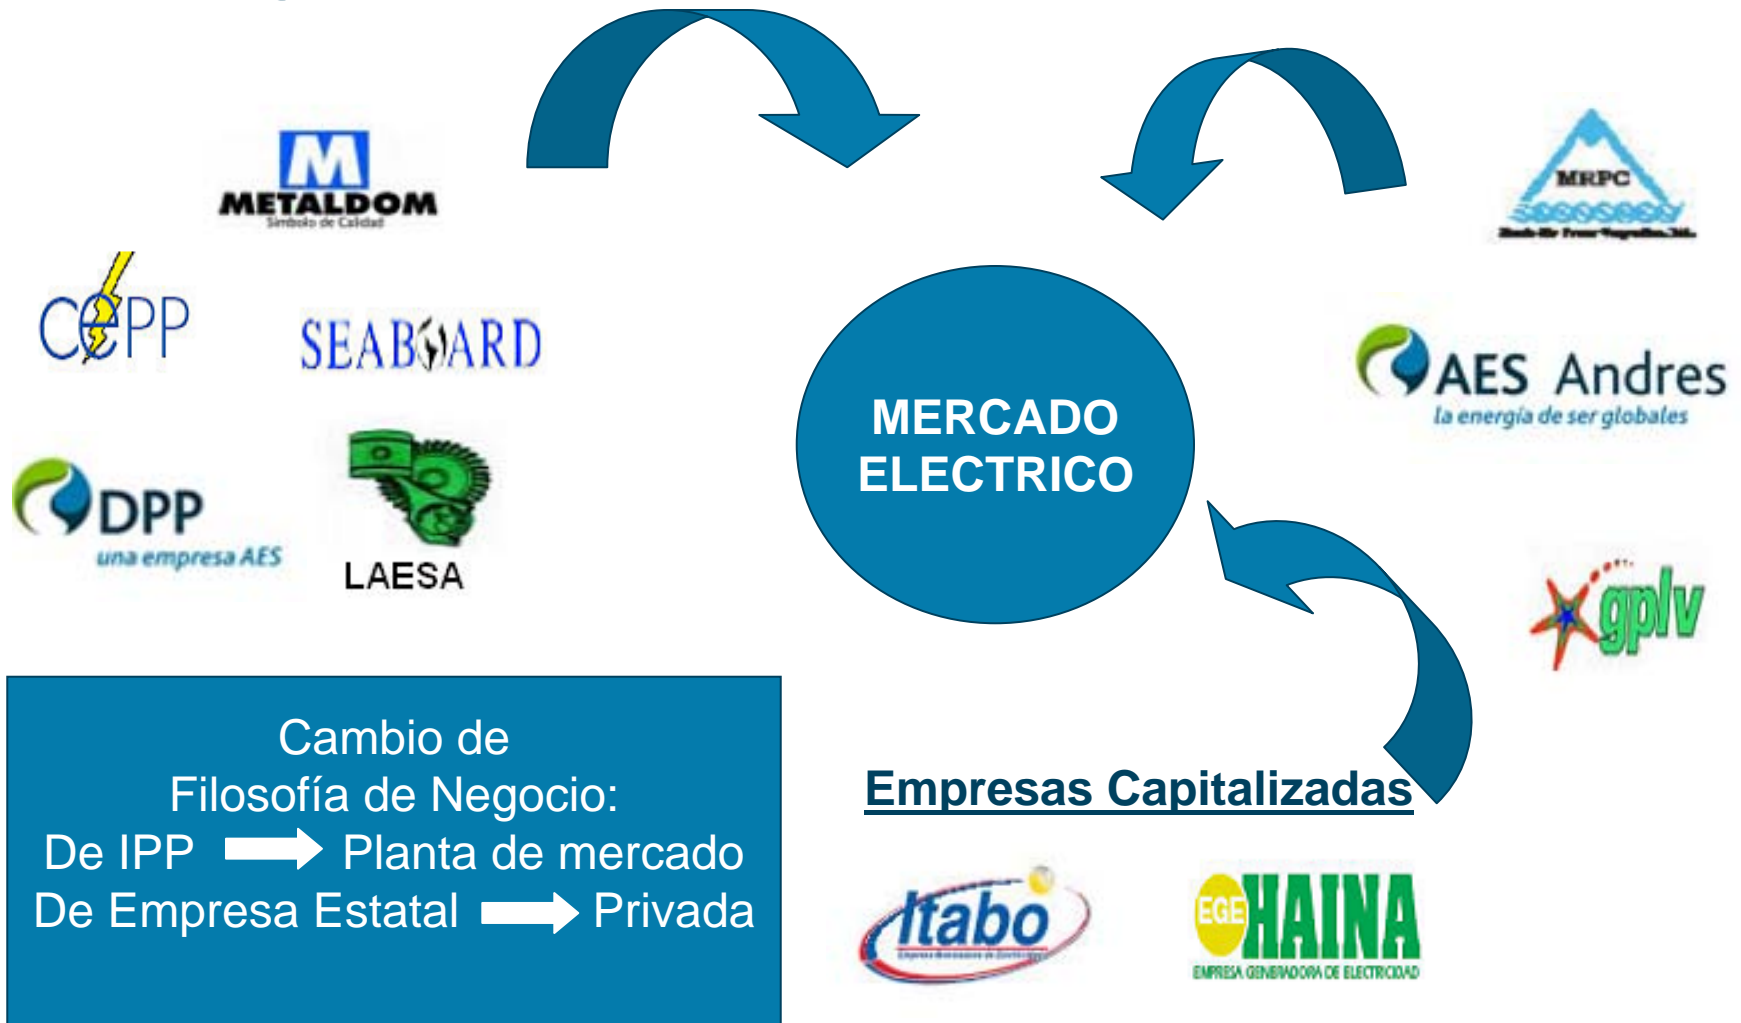 M
METALDOM
Símbolo de Calidad
MRPC
CEPP
SEABOARD
AES Andres
la energía de ser globales
MERCADO
ELECTRICO
DPP
una empresa AES
LAESA
gplv
Cambio de
Filosofía de Negocio:
De IPP Planta de mercado
De Empresa Estatal Privada
Empresas Capitalizadas
Itabo
EGE HAINA
EMPRESA GENERADORA DE ELECTRICIDAD